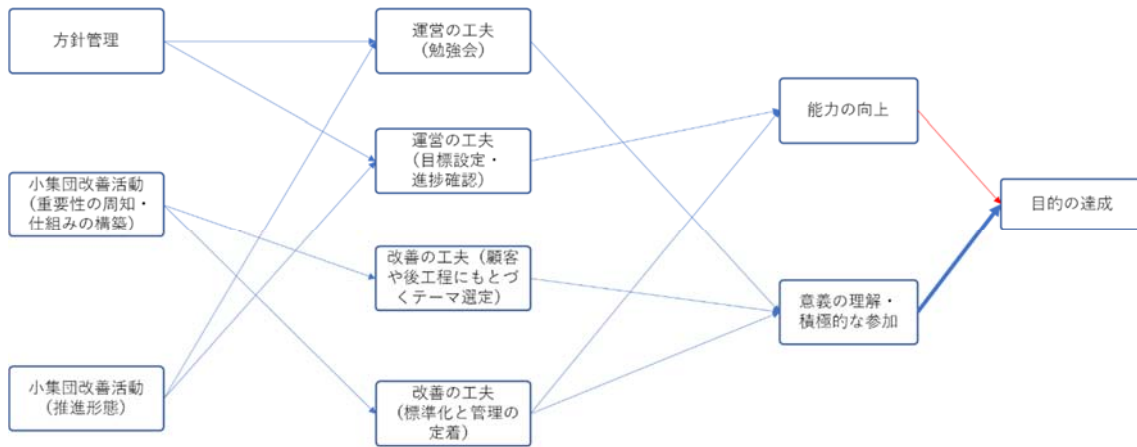 方針管理
小集団改善活動
(重要性の周知・
仕組みの構築)
小集団改善活動
(推進形態)
運営の工夫
(勉強会)
運営の工夫
(目標設定・
進捗確認)
改善の工夫(顧客
や後工程にもとづ
くテーマ選定)
改善の工夫
(標準化と管理の
定着)
能力の向上
意義の理解・
積極的な参加
目的の達成